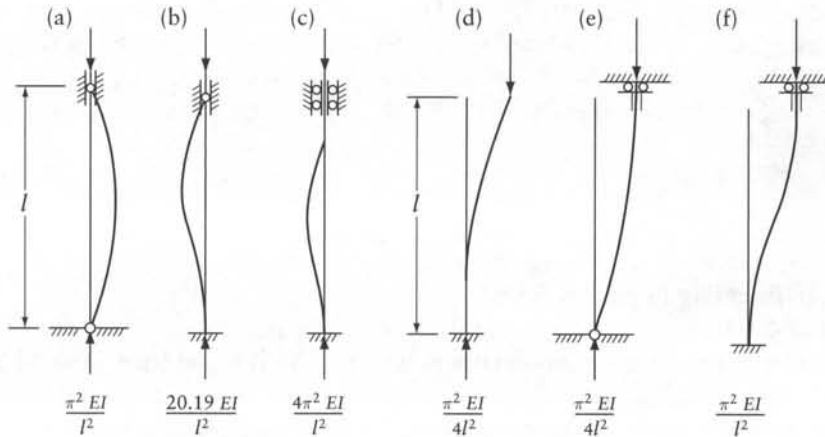 (a) (b) (c) (d) (e) (f)
l l
π² EI / l² 20.19 EI / l² 4π² EI / l² π² EI / 4l² π² EI / 4l² π² EI / l²